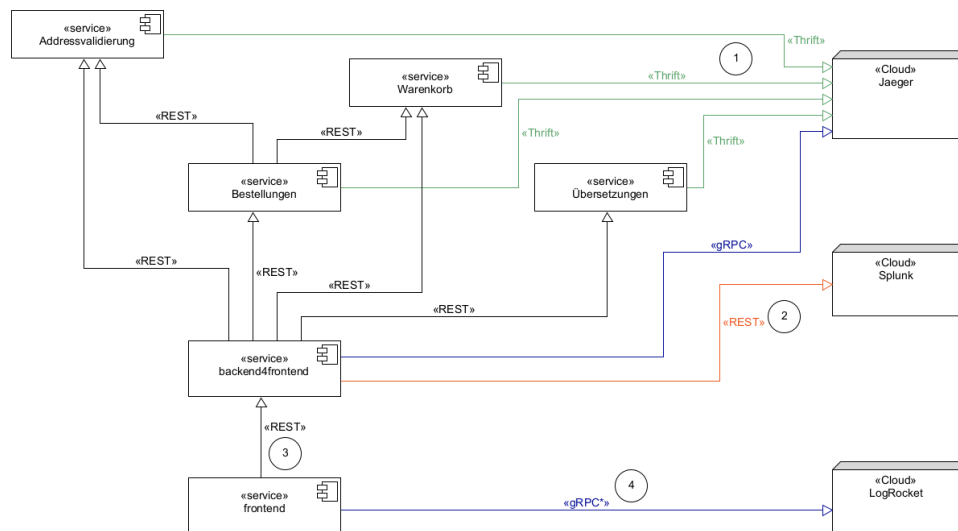 «service»
Addressvalidierung
«Thrift»
1
«Cloud»
Jaeger
«service»
Warenkorb
«Thrift»
«REST»
«REST»
«Thrift»
«Thrift»
«service»
Bestellungen
«service»
Übersetzungen
«gRPC»
«REST»
«REST»
«REST»
«Cloud»
Splunk
«REST»
«REST»
2
«service»
backend4frontend
«REST»
3
«service»
frontend
4
«gRPC*»
«Cloud»
LogRocket